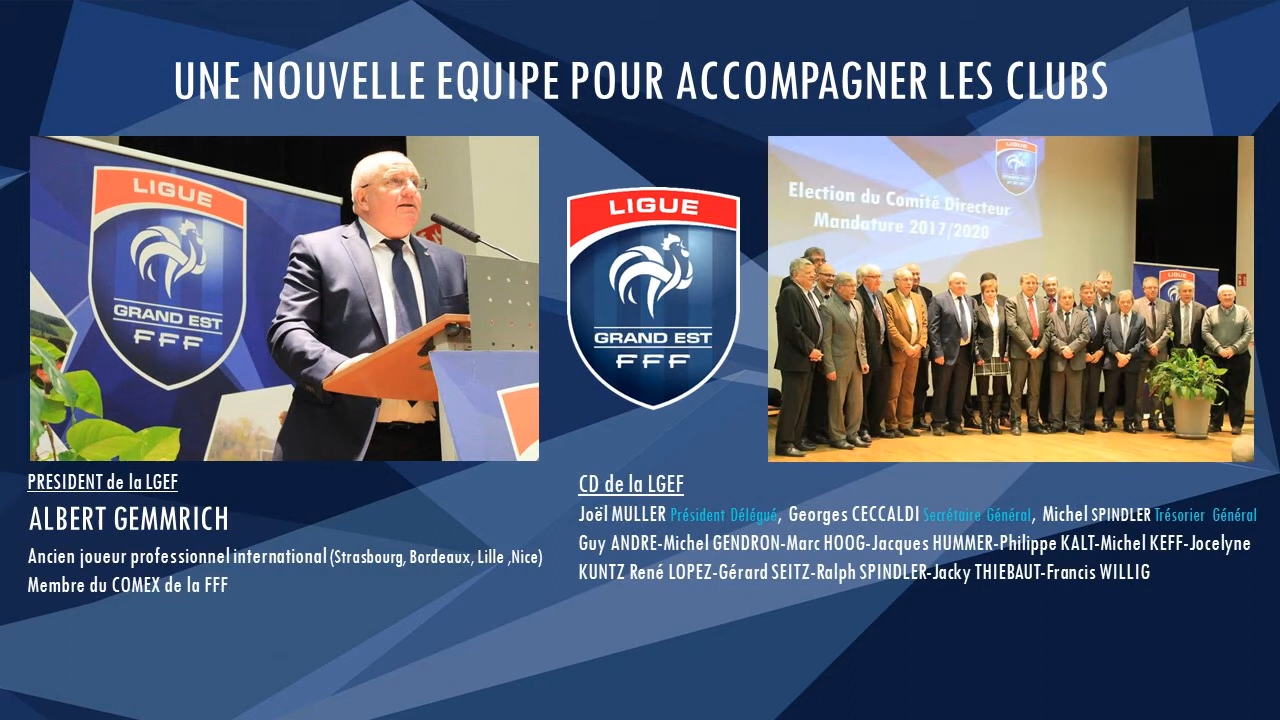 UNE NOUVELLE EQUIPE POUR ACCOMPAGNER LES CLUBS
LIGUE
GRAND EST
FFF
LIGUE
GRAND EST
FFF
Election du Comité Directeur
Mandature 2017/2020
LIGUE
PRESIDENT de la LGEF
ALBERT GEMMRICH
Ancien joueur professionnel international (Strasbourg, Bordeaux, Lille ,Nice)
Membre du COMEX de la FFF
CD de la LGEF
Joël MULLER Président Délégué, Georges CECCALDI Secrétaire Général, Michel SPINDLER Trésorier Général
Guy ANDRE-Michel GENDRON-Marc HOOG-Jacques HUMMER-Philippe KALT-Michel KEFF-Jocelyne
KUNTZ René LOPEZ-Gérard SEITZ-Ralph SPINDLER-Jacky THIEBAUT-Francis WILLIG